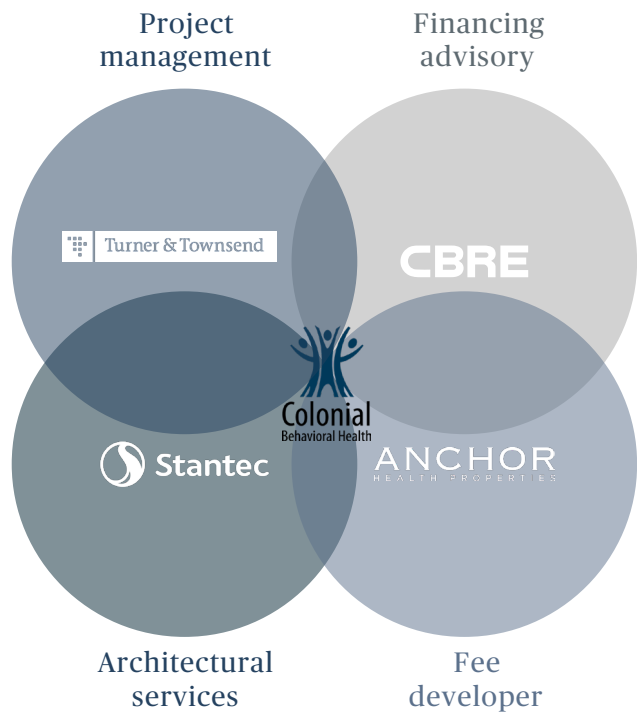 Project
management
Financing
advisory
Turner & Townsend
CBRE
Colonial
Behavioral Health
Stantec
ANCHOR
HEALTH PROPERTIES
Architectural
services
Fee
developer